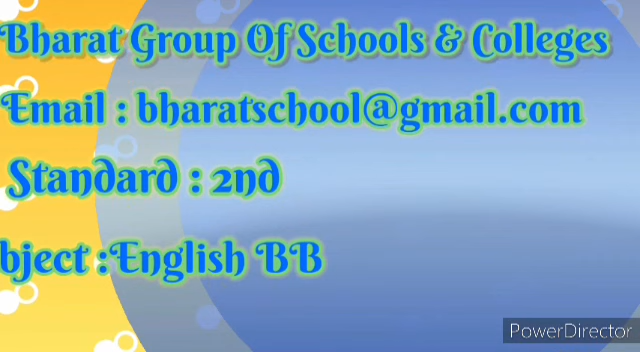 Bharat Group Of Schools & Colleges
Email : bharatschool@gmail.com
Standard : 2nd
bject :English BB
PowerDirector